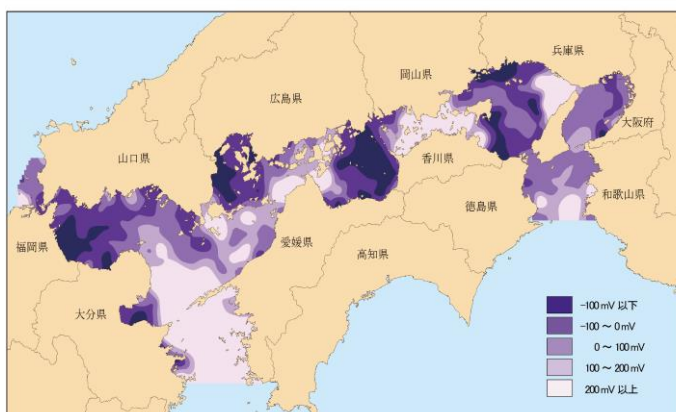 兵庫県
岡山県
広島県
大阪府
山口県
香川県
和歌山県
徳島県
福岡県
愛媛県
高知県
大分県
-100 mV 以下
-100 ～ 0 mV
0 ～ 100 mV
100 ～ 200 mV
200 mV 以上